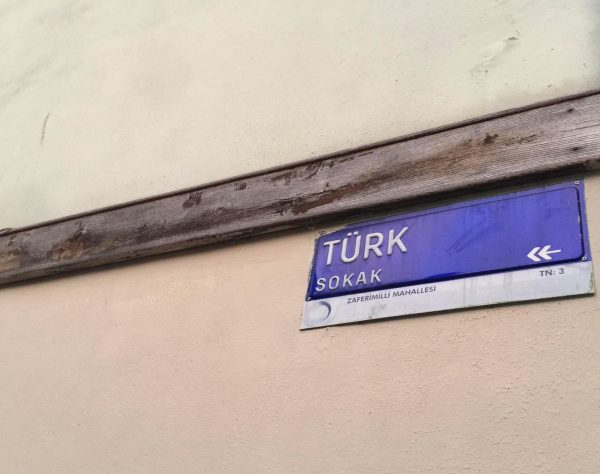 TÜRK
SOKAK
ZAFERİMİLLİ MAHALLESİ
TN: 3